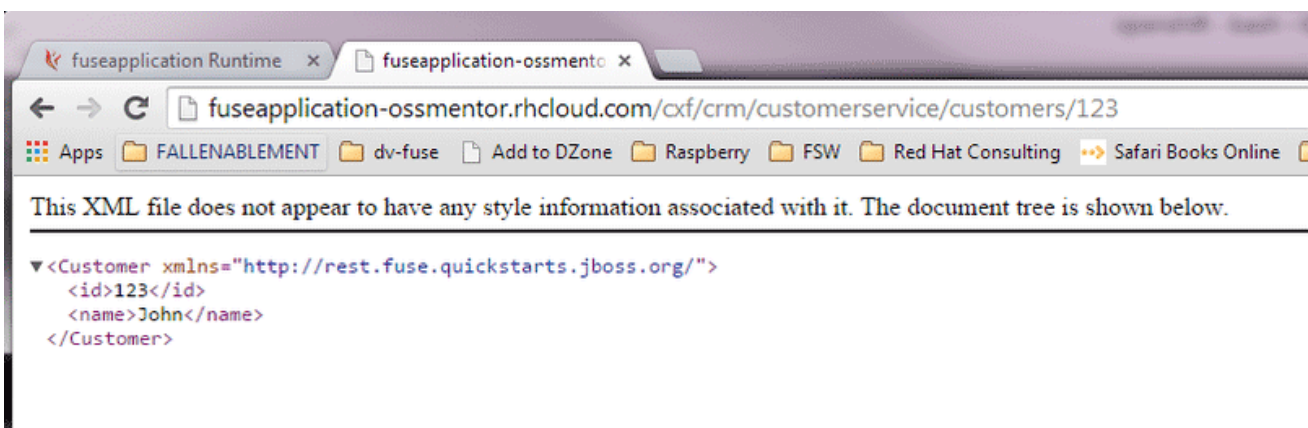 fuseapplication Runtime
fuseapplication-ossmento
fuseapplication-ossmentor.rhcloud.com/cxf/crm/customerservice/customers/123
Apps FALLENABLEMENT dv-fuse Add to DZone Raspberry FSW Red Hat Consulting Safari Books Online
This XML file does not appear to have any style information associated with it. The document tree is shown below.
▼<Customer xmlns="http://rest.fuse.quickstarts.jboss.org/">
<id>123</id>
<name>John</name>
</Customer>